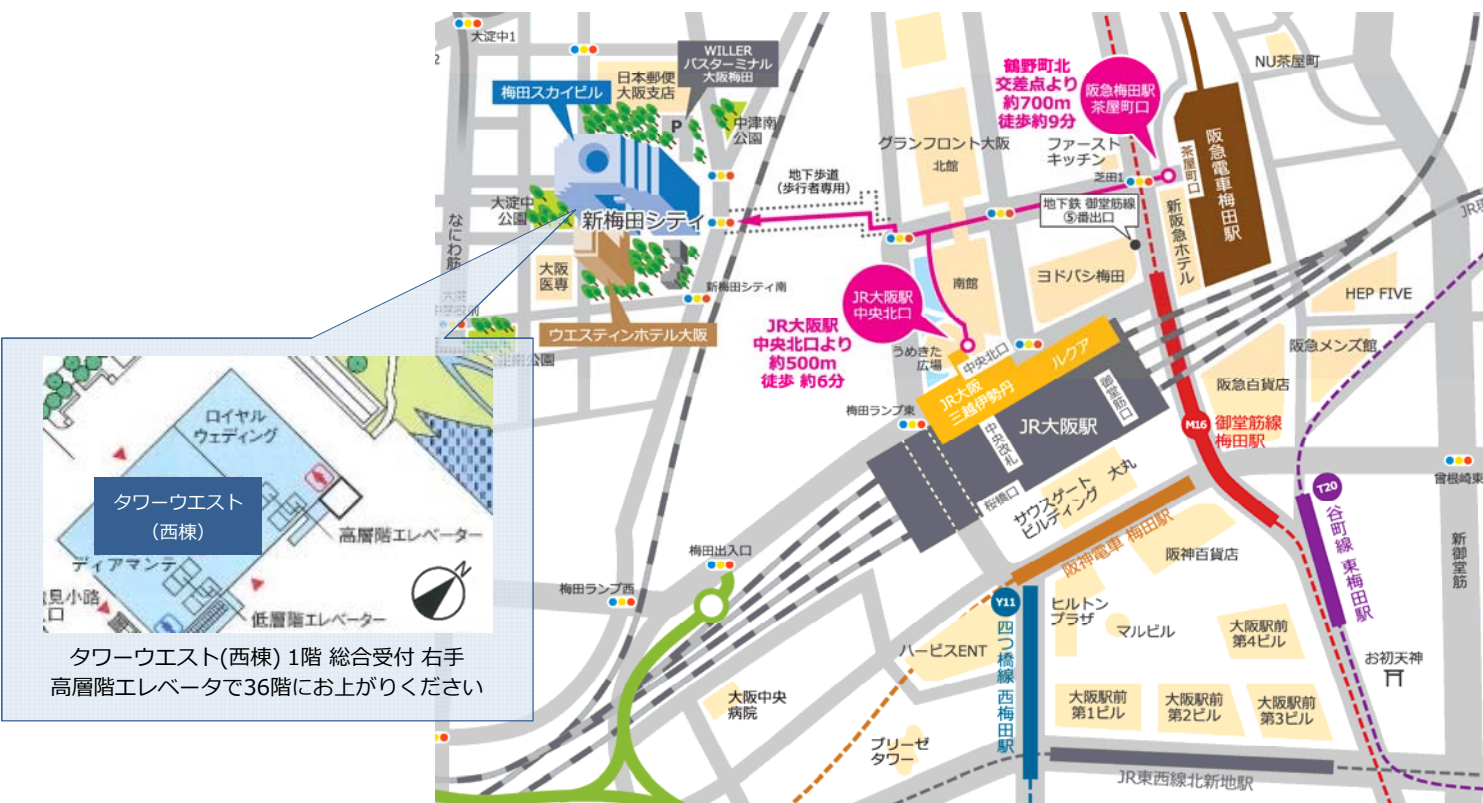 大淀中1
2
梅田スカイビル
日本郵便
大阪支店
WILLER
バスターミナル
大阪梅田
P
中津南
公園
大淀中
公園
新梅田シティ
なにわ筋
大阪
医専
新梅田シティ南
ウエスティンホテル大阪
公園
地下歩道
(歩行者専用)
グランフロント大阪
北館
南館
鶴野町北
交差点より
約700m
徒歩約9分
阪急梅田駅
茶屋町口
ファースト
キッチン
芝田1
地下鉄 御堂筋線
⑤番出口
茶屋町口
阪急電車梅田駅
新阪急ホテル
NU茶屋町
ヨドバシ梅田
HEP FIVE
阪急メンズ館
阪急百貨店
JR大阪駅
中央北口
JR大阪駅
中央北口より
約500m
徒歩 約6分
うめきた
広場
中央北口
ルクア
JR大阪
三越伊勢丹
御堂筋口
JR大阪駅
中央改札
桜橋口
梅田ランプ東
サウスゲート
ビルディング
大丸
M16
御堂筋線
梅田駅
T20
谷町線 東梅田駅
曾根崎東
新御堂筋
阪神電車 梅田駅
阪神百貨店
梅田出入口
梅田ランプ西
Y11
四つ橋線 西梅田駅
ヒルトン
プラザ
マルビル
大阪駅前
第4ビル
お初天神
ハービスENT
大阪中央
病院
大阪駅前
第1ビル
大阪駅前
第2ビル
大阪駅前
第3ビル
ブリーゼ
タワー
JR東西線北新地駅
ロイヤル
ウェディング
タワーウエスト
(西棟)
高層階エレベーター
ディアマンテ
見小路
口
低層階エレベーター
N
タワーウエスト(西棟) 1階 総合受付 右手
高層階エレベータで36階にお上がりください